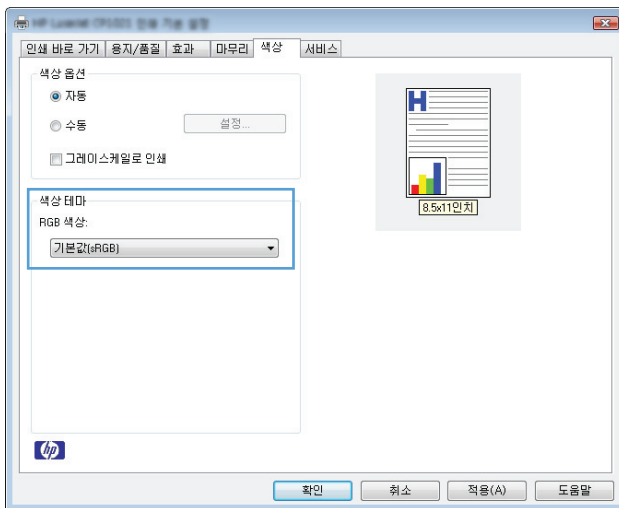 인쇄 바로 가기 용지/품질 효과 마무리 색상 서비스
색상 옵션
자동
수동 설정...
그레이스케일로 인쇄
H
8.5x11인치
색상 테마
RGB 색상:
기본값(sRGB)
hp
확인 취소 적용(A) 도움말